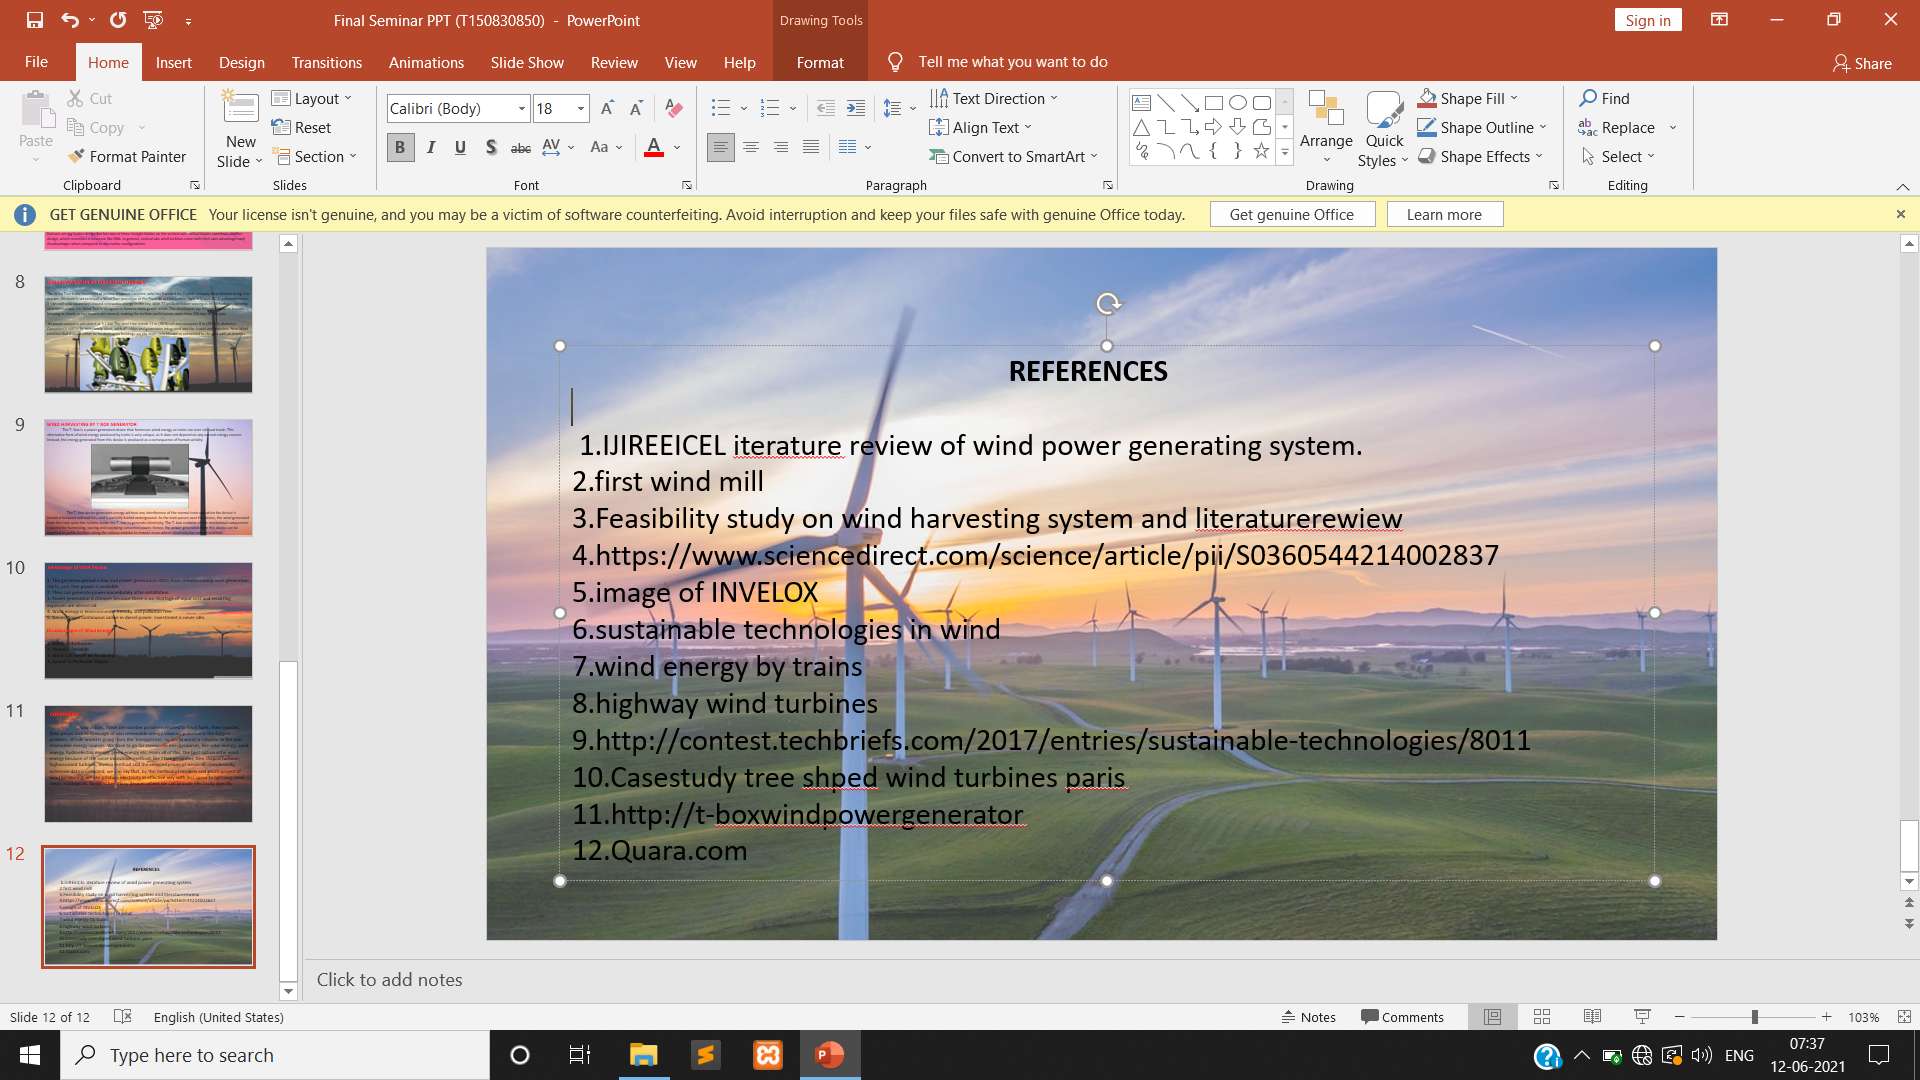 Final Seminar PPT (T150830850) - PowerPoint
Drawing Tools
Sign in
File Home Insert Design Transitions Animations Slide Show Review View Help Format Tell me what you want to do Share
Paste
Cut
Copy
Format Painter
Clipboard
New Slide
Layout
Reset
Section
Slides
Calibri (Body) 18
B I U S abc AV Aa A
Font
Text Direction
Align Text
Convert to SmartArt
Paragraph
Arrange
Quick Styles
Shape Fill
Shape Outline
Shape Effects
Drawing
Find
Replace
Select
Editing
GET GENUINE OFFICE Your license isn't genuine, and you may be a victim of software counterfeiting. Avoid interruption and keep your files safe with genuine Office today. Get genuine Office Learn more
8
9
WIND HARVESTING BY T BOX GENERATOR
10
11
12
REFERENCES
1.IJIREEICEL iterature review of wind power generating system.
2.first wind mill
3.Feasibility study on wind harvesting system and literaturerewiew
4.https://www.sciencedirect.com/science/article/pii/S0360544214002837
5.image of INVELOX
6.sustainable technologies in wind
7.wind energy by trains
8.highway wind turbines
9.http://contest.techbriefs.com/2017/entries/sustainable-technologies/8011
10.Casestudy tree shped wind turbines paris
11.http://t-boxwindpowergenerator
12.Quara.com
Click to add notes
Slide 12 of 12 English (United States) Notes Comments 103%
Type here to search
ENG
07:37
12-06-2021